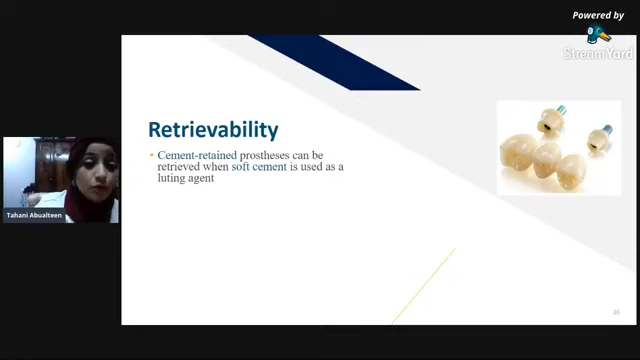 Powered by
StreamYard
Retrievability
• Cement-retained prostheses can be
retrieved when soft cement is used as a
luting agent
Tahani Abualteen
26